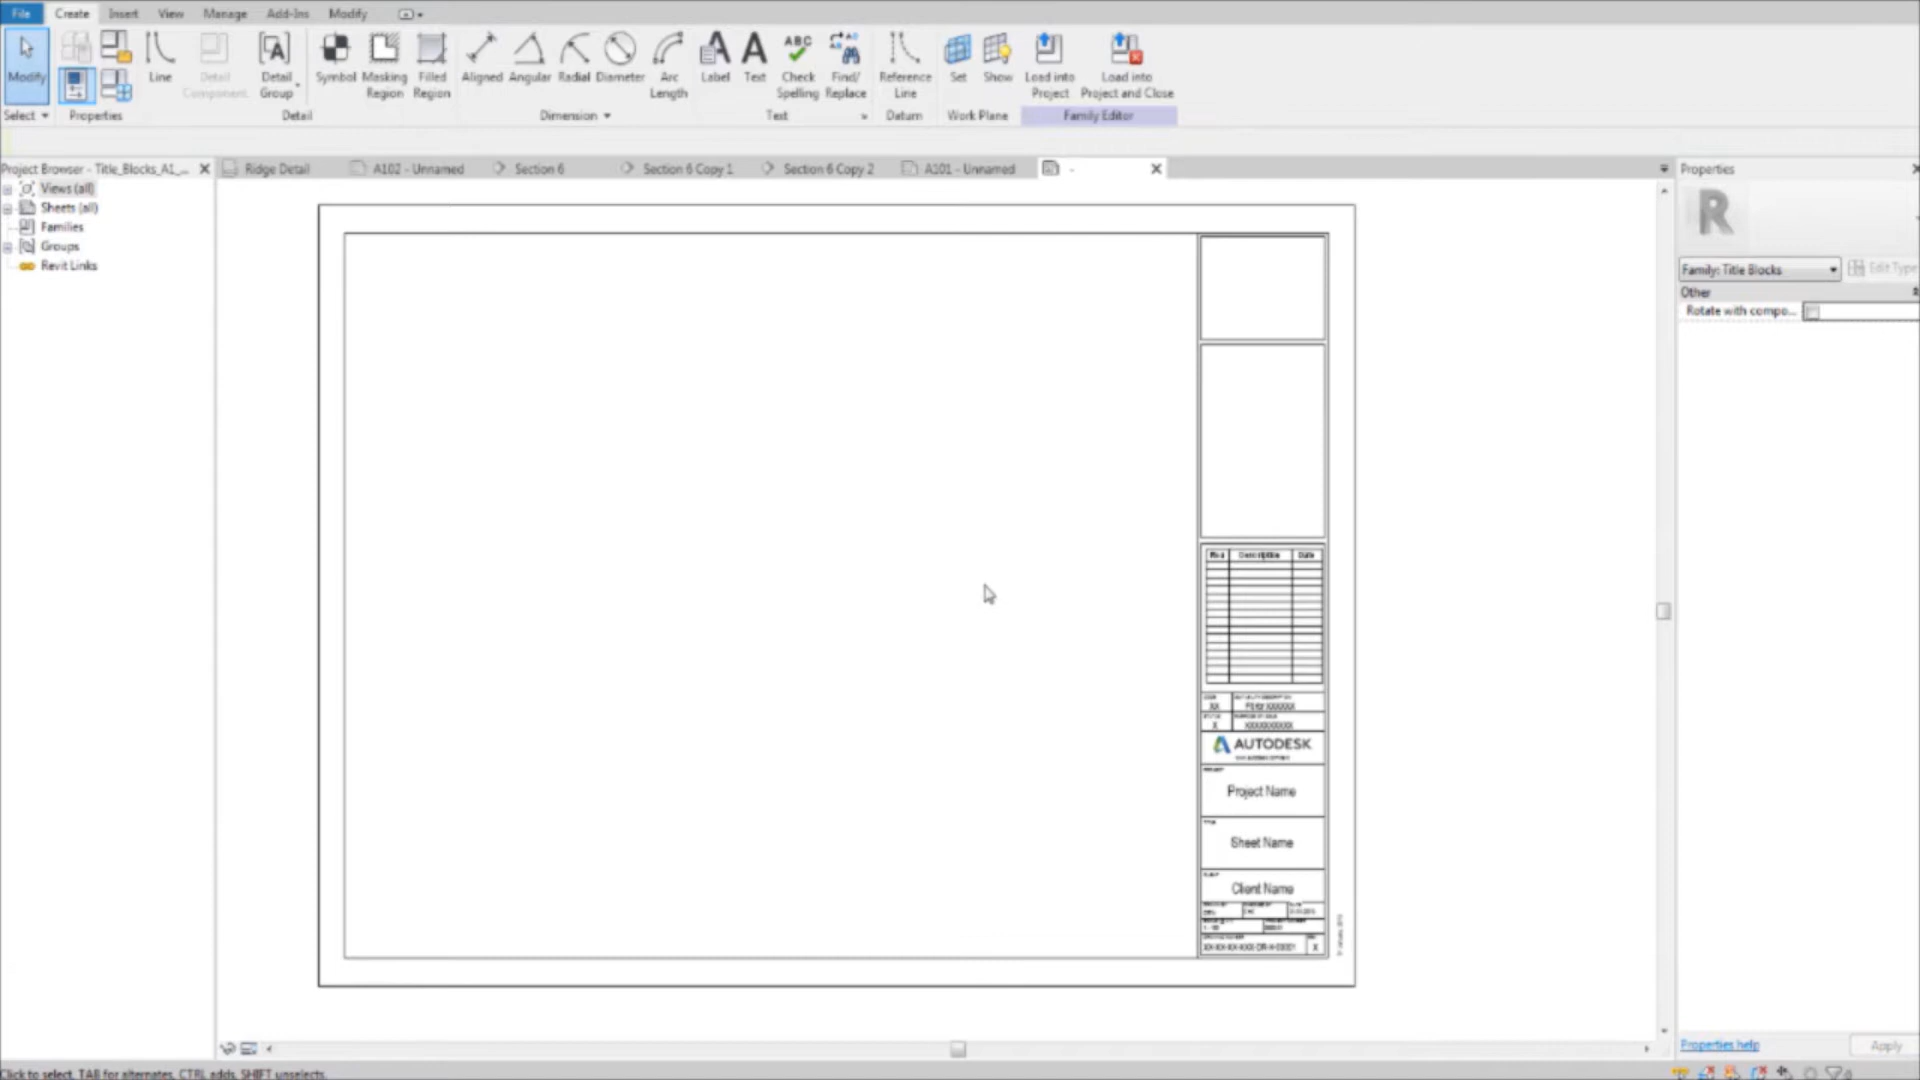 File Create Insert View Manage Add-Ins Modify
Modify
Line
Detail Component
Detail Group
Symbol
Masking Region
Filled Region
Aligned
Angular
Radial
Diameter
Arc Length
Label
Text
Check Spelling
Find/ Replace
Reference Line
Set
Show
Load into Project
Load into Project and Close
Select
Properties
Detail
Dimension
Text
Datum
Work Plane
Family Editor
Project Browser - Title_Blocks_A1_...
Ridge Detail
A102 - Unnamed
Section 6
Section 6 Copy 1
Section 6 Copy 2
A101 - Unnamed
-
Properties
Views (all)
Sheets (all)
Families
Groups
Revit Links
R
Family: Title Blocks
Edit Type
Other
Rotate with compo...
Rev Description Date
XX
X
XXXXXXXXXX
AUTODESK
Project Name
Sheet Name
Client Name
X
Properties help
Apply
Click to select, TAB for alternates, CTRL adds, SHIFT unselects.